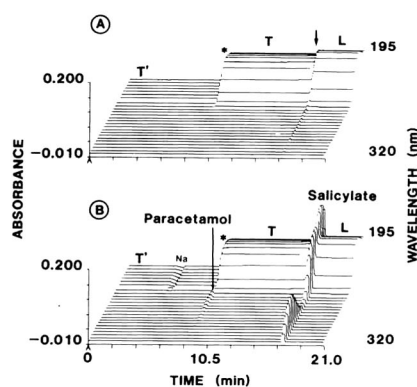 A
* T L
195
T'
0.200
-0.010
320
ABSORBANCE
WAVELENGTH (nm)
Salicylate
B
Paracetamol
* T L
195
T' Na
0.200
-0.010
320
0 10.5 21.0
TIME (min)